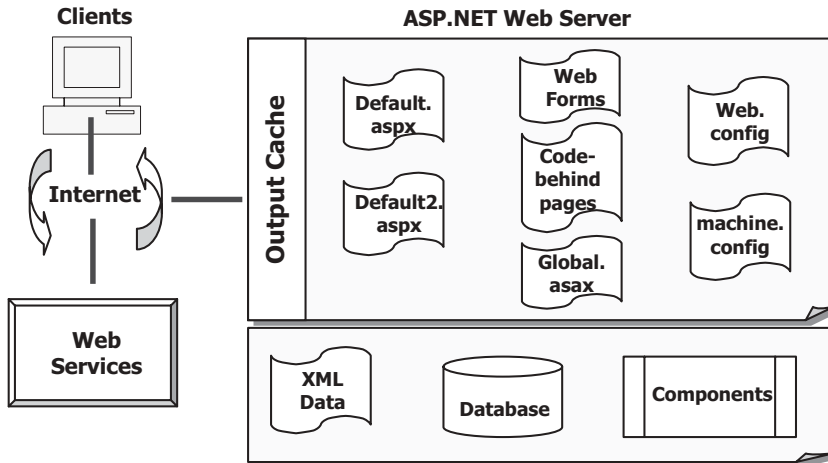 Clients
ASP.NET Web Server
Internet
Web
Services
Output Cache
Default.
aspx
Default2.
aspx
Web
Forms
Code-
behind
pages
Global.
asax
Web.
config
machine.
config
XML
Data
Database
Components